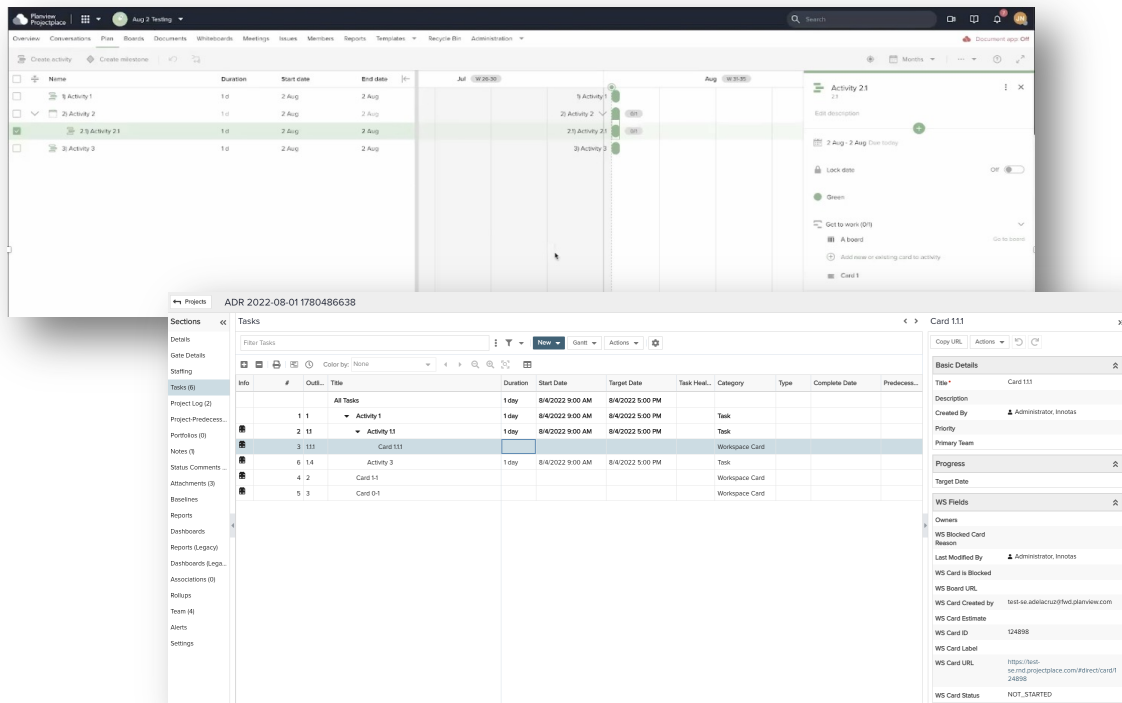 Planview Projectplace
Aug 2 Testing
Search
JN
Overview Conversations Plan Boards Documents Whiteboards Meetings Issues Members Reports Templates Recycle Bin Administration Document app: Off
Create activity Create milestone Months
Name Duration Start date End date Jul W 26-30 Aug W 31-35
1) Activity 1 1 d 2 Aug 2 Aug 1) Activity 1
2) Activity 2 1 d 2 Aug 2 Aug 2) Activity 2 0/1
2.1) Activity 2.1 1 d 2 Aug 2 Aug 2.1) Activity 2.1 0/1
3) Activity 3 1 d 2 Aug 2 Aug 3) Activity 3
Activity 2.1
2.1
Edit description
2 Aug - 2 Aug Due today
Lock date Off
Green
Get to work (0/1)
A board Go to board
Add new or existing card to activity
Card 1
Projects ADR 2022-08-01 1780486638
Sections
Details
Gate Details
Staffing
Tasks (6)
Project Log (2)
Project-Predecess...
Portfolios (0)
Notes (1)
Status Comments ...
Attachments (3)
Baselines
Reports
Dashboards
Reports (Legacy)
Dashboards (Lega...
Associations (0)
Rollups
Team (4)
Alerts
Settings
Tasks
Filter Tasks New Gantt Actions
Color by: None
Info # Outli... Title Duration Start Date Target Date Task Heal... Category Type Complete Date Predecess...
All Tasks 1 day 8/4/2022 9:00 AM 8/4/2022 5:00 PM
1 1 Activity 1 1 day 8/4/2022 9:00 AM 8/4/2022 5:00 PM Task
2 1.1 Activity 1.1 1 day 8/4/2022 9:00 AM 8/4/2022 5:00 PM Task
3 1.1.1 Card 1.1.1 Workspace Card
6 1.4 Activity 3 1 day 8/4/2022 9:00 AM 8/4/2022 5:00 PM Task
4 2 Card 1-1 Workspace Card
5 3 Card 0-1 Workspace Card
Card 1.1.1
Copy URL Actions
Basic Details
Title* Card 1.1.1
Description
Created By Administrator, Innotas
Priority
Primary Team
Progress
Target Date
WS Fields
Owners
WS Blocked Card Reason
Last Modified By Administrator, Innotas
WS Card is Blocked
WS Board URL
WS Card Created by test-se.adelacruz@fwd.planview.com
WS Card Estimate
WS Card ID 124898
WS Card Label
WS Card URL https://test-se.rnd.projectplace.com/#direct/card/124898
WS Card Status NOT_STARTED